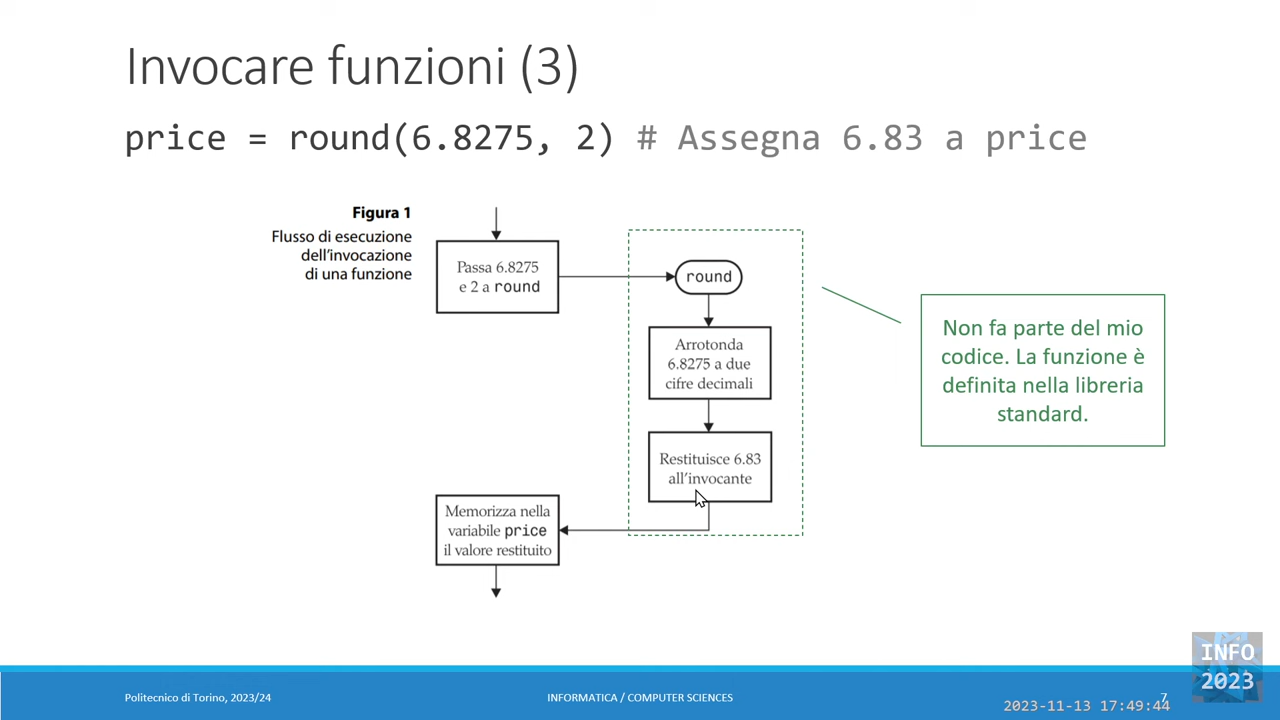 Invocare funzioni (3)
price = round(6.8275, 2) # Assegna 6.83 a price
Figura 1
Flusso di esecuzione
dell'invocazione
di una funzione
Passa 6.8275
e 2 a round
round
Arrotonda
6.8275 a due
cifre decimali
Restituisce 6.83
all'invocante
Memorizza nella
variabile price
il valore restituito
Non fa parte del mio
codice. La funzione è
definita nella libreria
standard.
INFO
2023
Politecnico di Torino, 2023/24
INFORMATICA / COMPUTER SCIENCES
7
2023-11-13 17:49:44